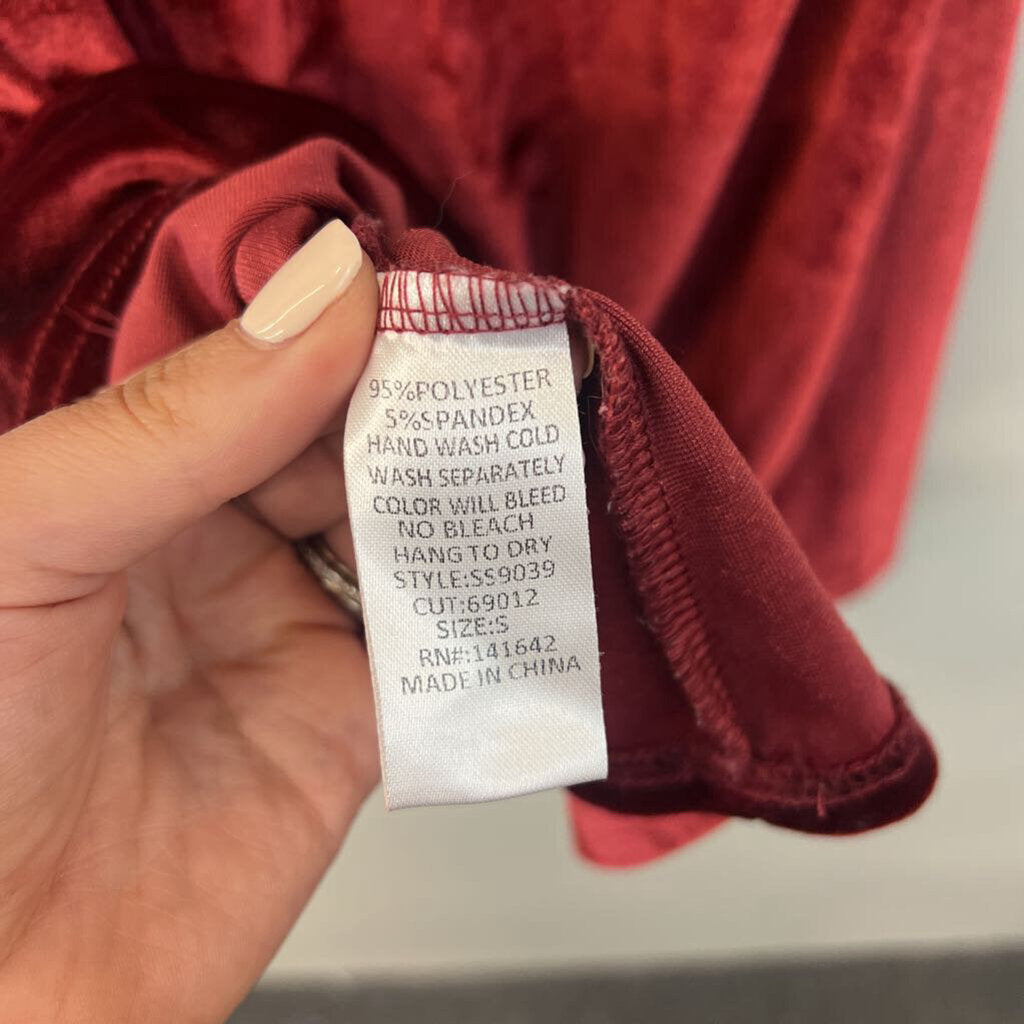 95%POLYESTER
5%SPANDEX
HAND WASH COLD
WASH SEPARATELY
COLOR WILL BLEED
NO BLEACH
HANG TO DRY
STYLE:SS9039
CUT:69012
SIZE:S
RN#:141642
MADE IN CHINA